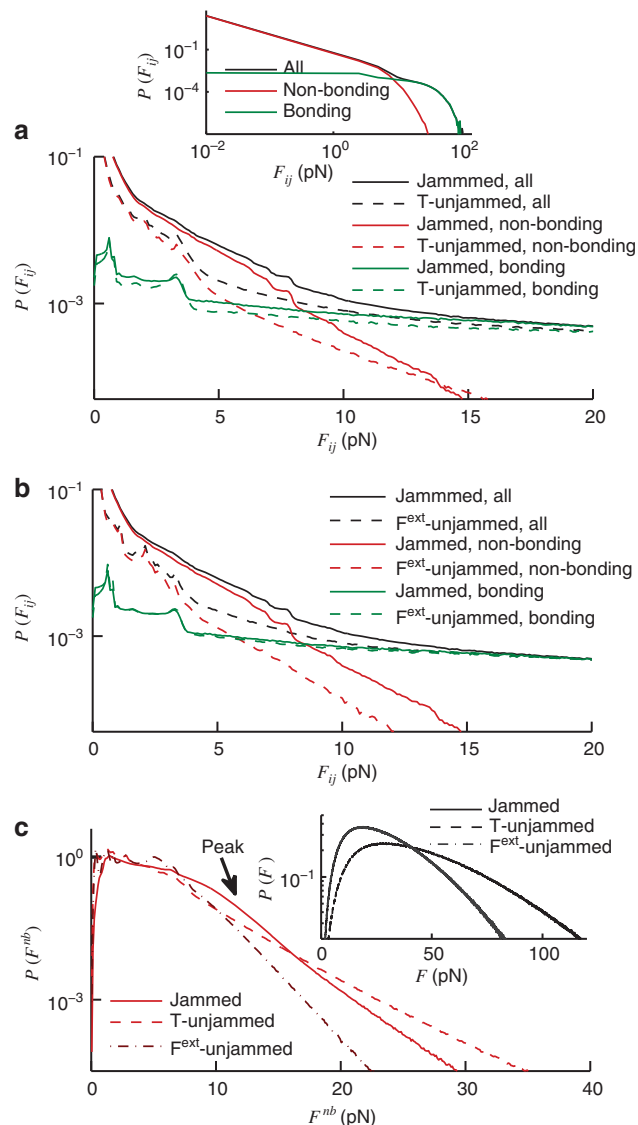 P (F_ij)
10^-1
10^-4
All
Non-bonding
Bonding
10^-2
10^0
10^2
F_ij (pN)
a
P (F_ij)
10^-1
10^-3
Jammmed, all
T-unjammed, all
Jammed, non-bonding
T-unjammed, non-bonding
Jammed, bonding
T-unjammed, bonding
0
5
10
15
20
F_ij (pN)
b
P (F_ij)
10^-1
10^-3
Jammmed, all
F^ext-unjammed, all
Jammed, non-bonding
F^ext-unjammed, non-bonding
Jammed, bonding
F^ext-unjammed, bonding
0
5
10
15
20
F_ij (pN)
c
P (F^nb)
10^0
10^-3
Peak
Jammed
T-unjammed
F^ext-unjammed
P (F)
10^-1
Jammed
T-unjammed
F^ext-unjammed
0
50
100
F (pN)
0
10
20
30
40
F^nb (pN)